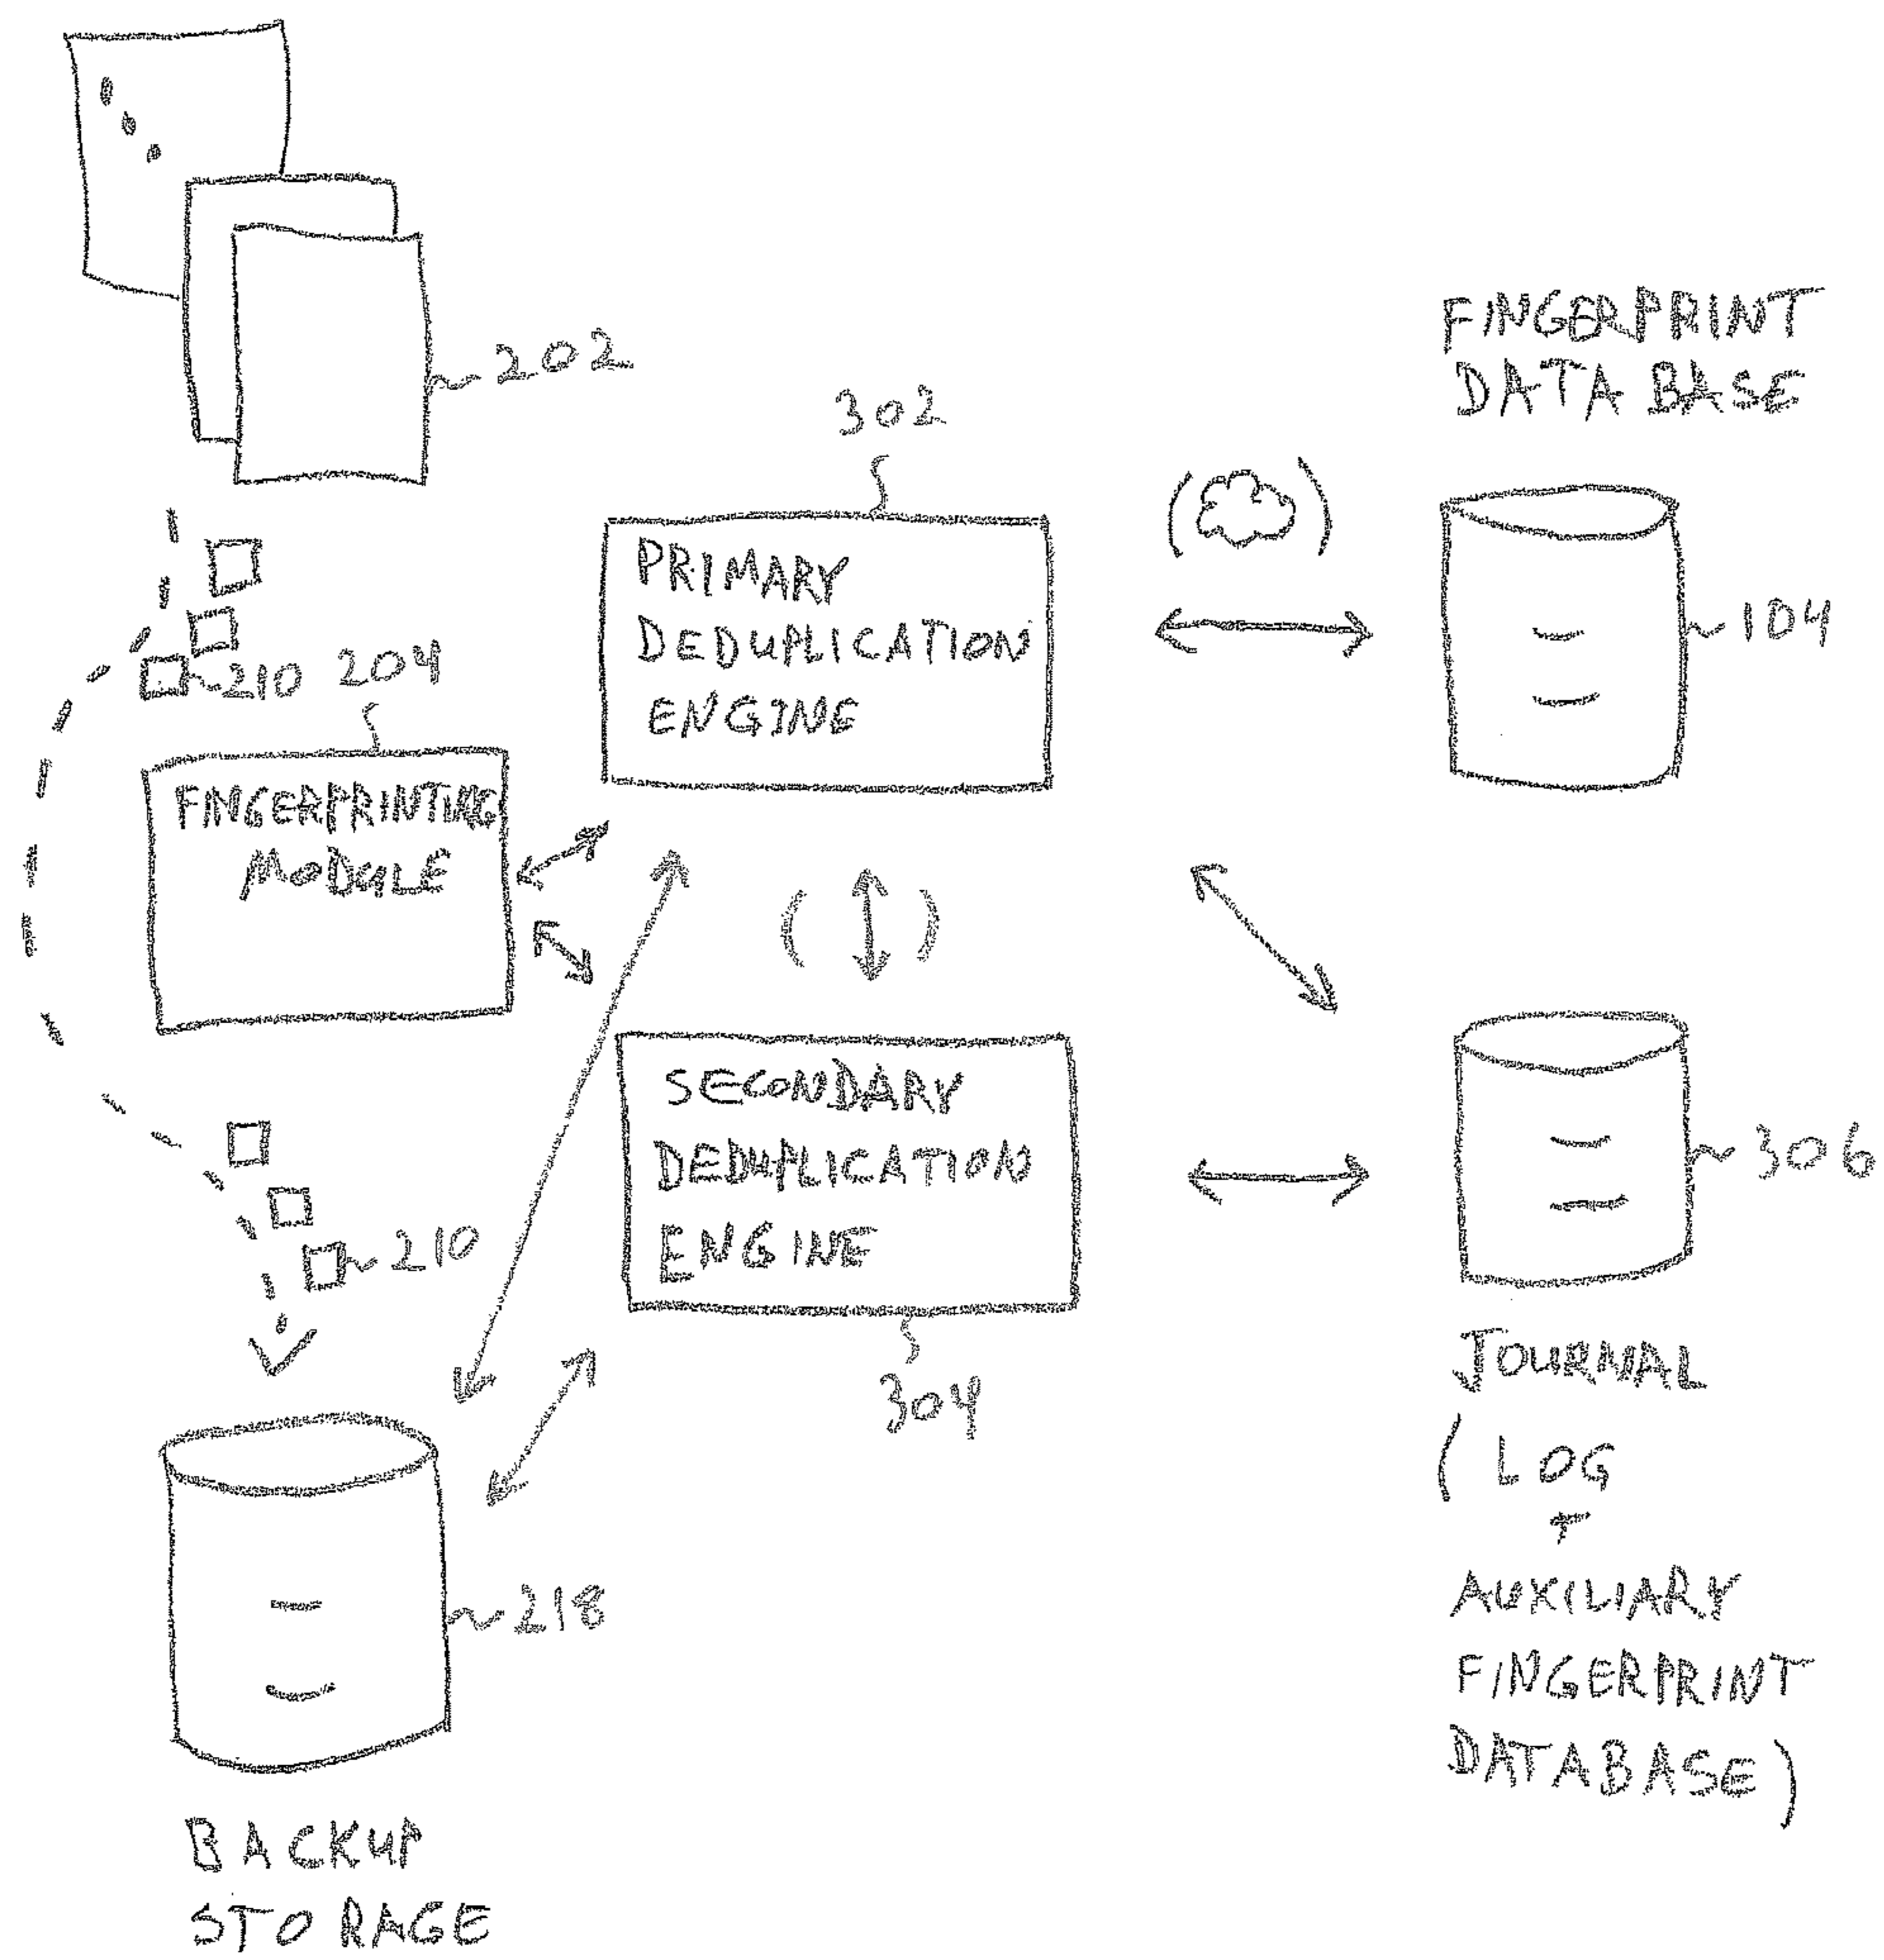 202
302
FINGERPRINT
DATA BASE
PRIMARY
DEDUPLICATION
ENGINE
104
210
204
FINGERPRINTING
MODULE
SECONDARY
DEDUPLICATION
ENGINE
306
210
304
JOURNAL
( LOG
+
AUXILIARY
FINGERPRINT
DATABASE )
218
BACKUP
STORAGE